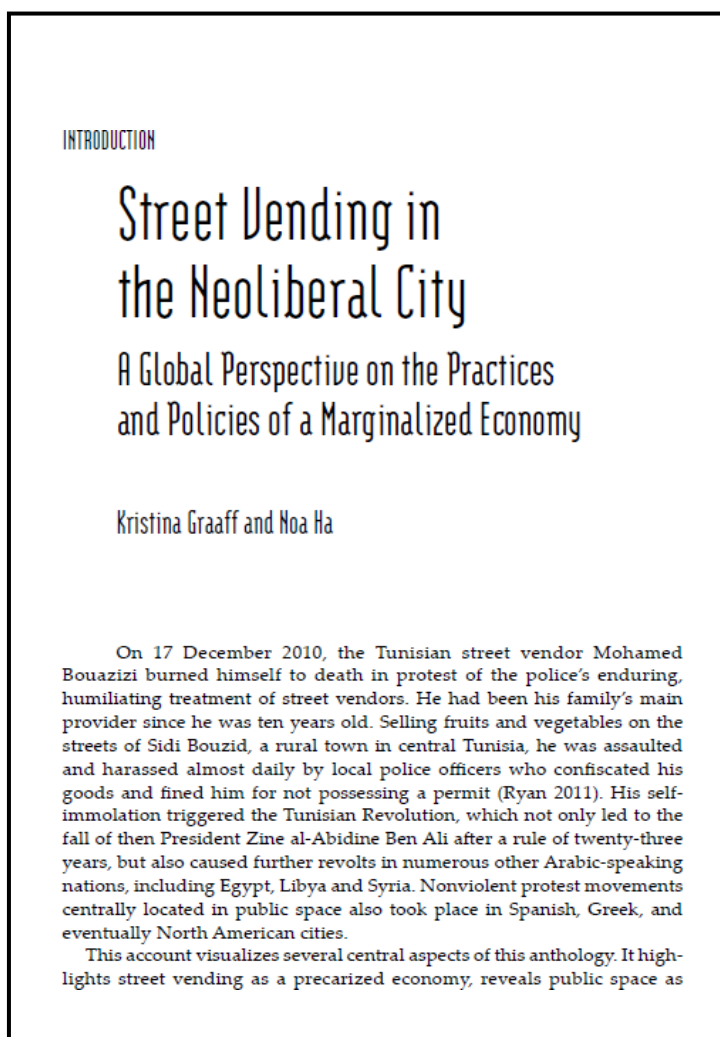 INTRODUCTION
Street Vending in
the Neoliberal City
A Global Perspective on the Practices
and Policies of a Marginalized Economy
Kristina Graaff and Noa Ha
On 17 December 2010, the Tunisian street vendor Mohamed
Bouazizi burned himself to death in protest of the police’s enduring,
humiliating treatment of street vendors. He had been his family’s main
provider since he was ten years old. Selling fruits and vegetables on the
streets of Sidi Bouzid, a rural town in central Tunisia, he was assaulted
and harassed almost daily by local police officers who confiscated his
goods and fined him for not possessing a permit (Ryan 2011). His self-
immolation triggered the Tunisian Revolution, which not only led to the
fall of then President Zine al-Abidine Ben Ali after a rule of twenty-three
years, but also caused further revolts in numerous other Arabic-speaking
nations, including Egypt, Libya and Syria. Nonviolent protest movements
centrally located in public space also took place in Spanish, Greek, and
eventually North American cities.
This account visualizes several central aspects of this anthology. It high-
lights street vending as a precarized economy, reveals public space as